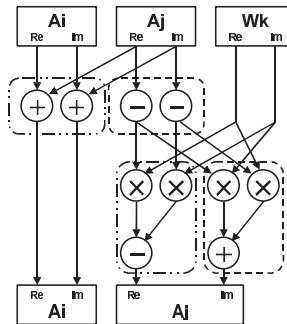 Ai Aj Wk
Re Im Re Im Re Im
+ + − −
× × × ×
− +
Re Im Re Im
Ai Aj